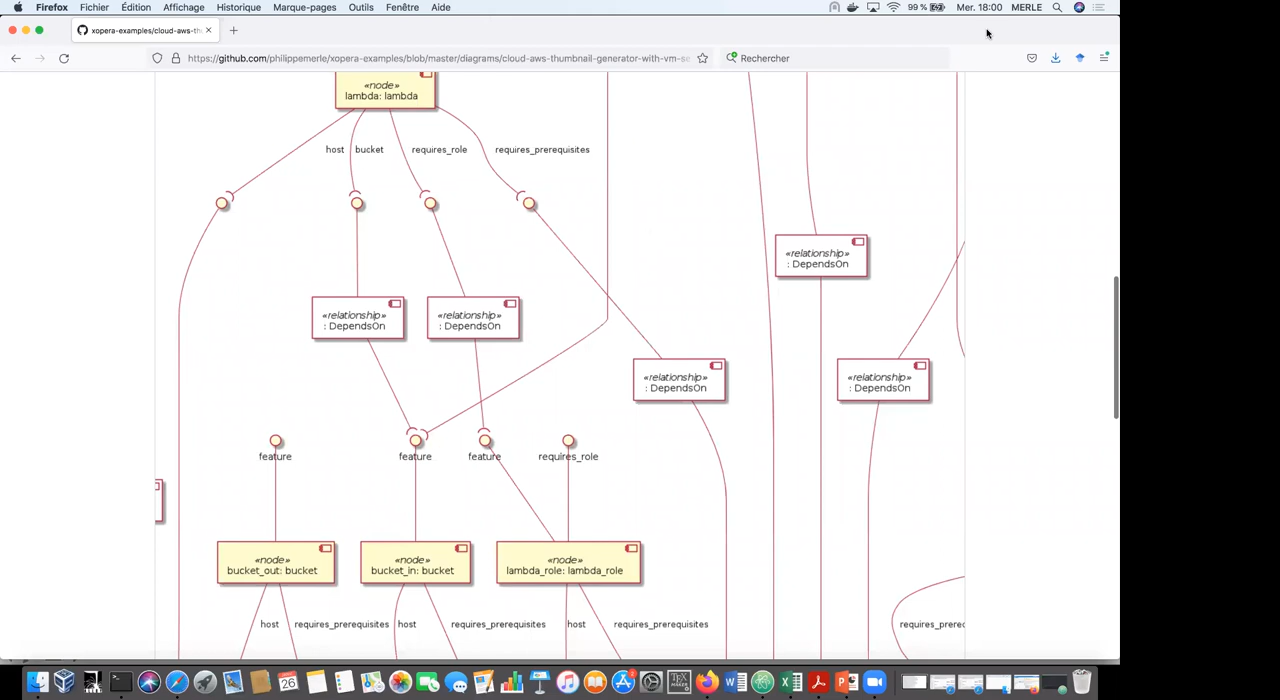 Firefox Fichier Édition Affichage Historique Marque-pages Outils Fenêtre Aide 99 % Mer. 18:00 MERLE
xopera-examples/cloud-aws-th
https://github.com/philippemerle/xopera-examples/blob/master/diagrams/cloud-aws-thumbnail-generator-with-vm-se
Rechercher
«node»
lambda: lambda
host bucket requires_role requires_prerequisites
«relationship»
: DependsOn
«relationship»
: DependsOn
«relationship»
: DependsOn
«relationship»
: DependsOn
«relationship»
: DependsOn
feature feature feature requires_role
«node»
bucket_out: bucket
«node»
bucket_in: bucket
«node»
lambda_role: lambda_role
host requires_prerequisites host requires_prerequisites host requires_prerequisites requires_prerec
26